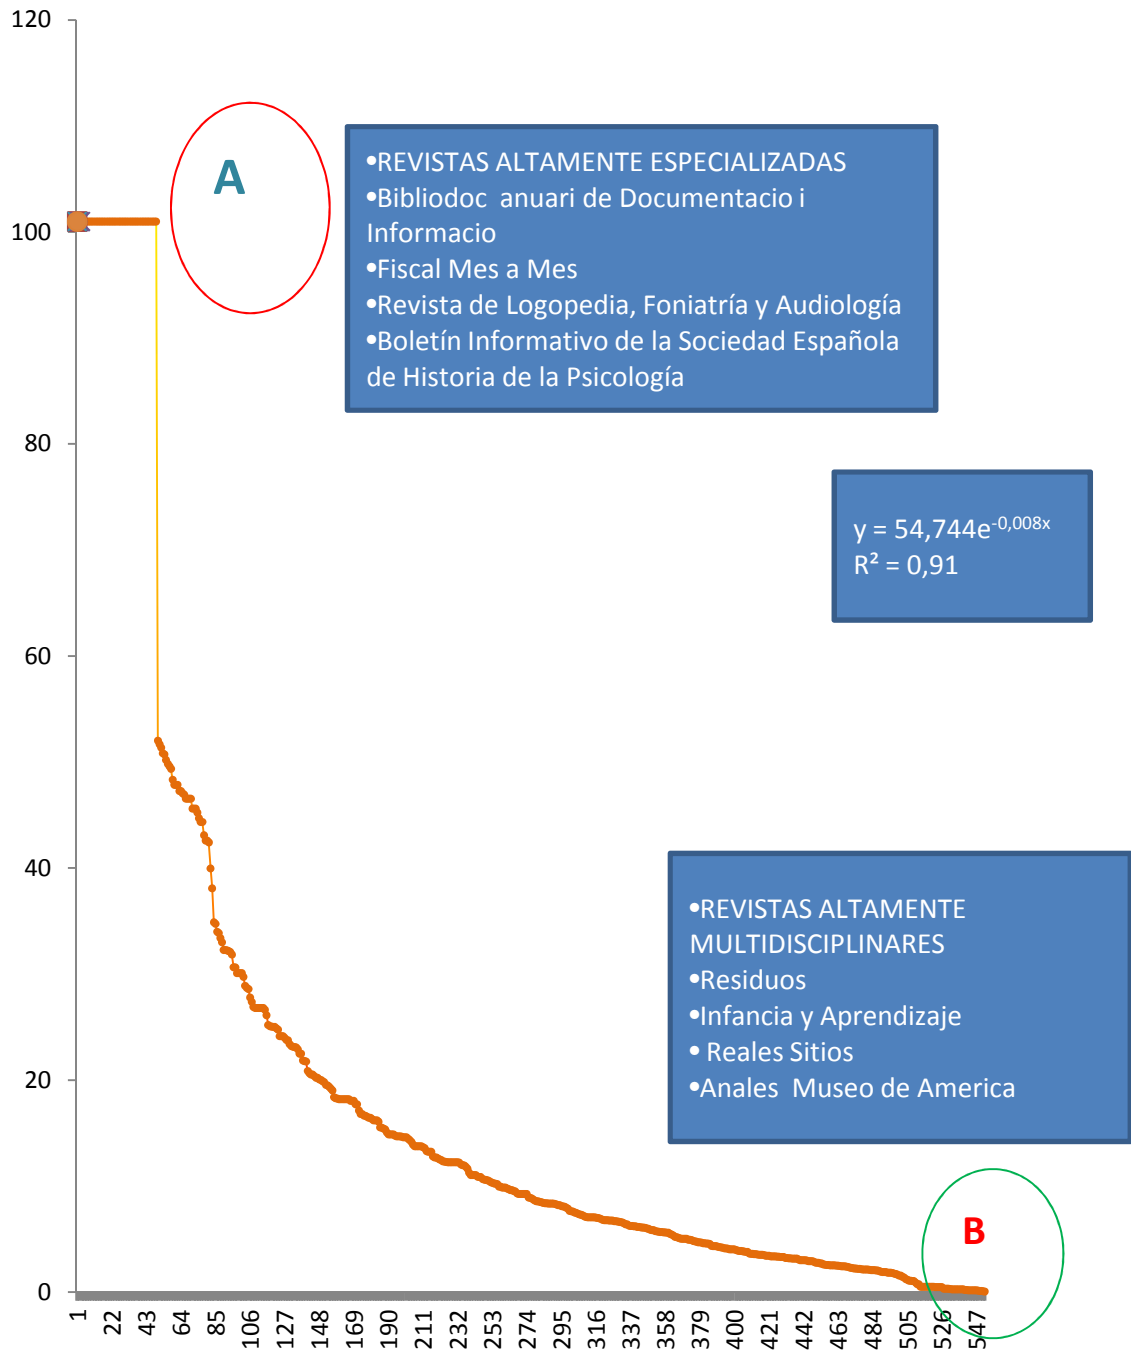 120
100
80
60
40
20
0
A
•REVISTAS ALTAMENTE ESPECIALIZADAS
•Bibliodoc anuari de Documentacio i
Informacio
•Fiscal Mes a Mes
•Revista de Logopedia, Foniatría y Audiología
•Boletín Informativo de la Sociedad Española
de Historia de la Psicología
y = 54,744e^-0,008x
R² = 0,91
•REVISTAS ALTAMENTE
MULTIDISCIPLINARES
•Residuos
•Infancia y Aprendizaje
• Reales Sitios
•Anales Museo de America
B
1 22 43 64 85 106 127 148 169 190 211 232 253 274 295 316 337 358 379 400 421 442 463 484 505 526 547